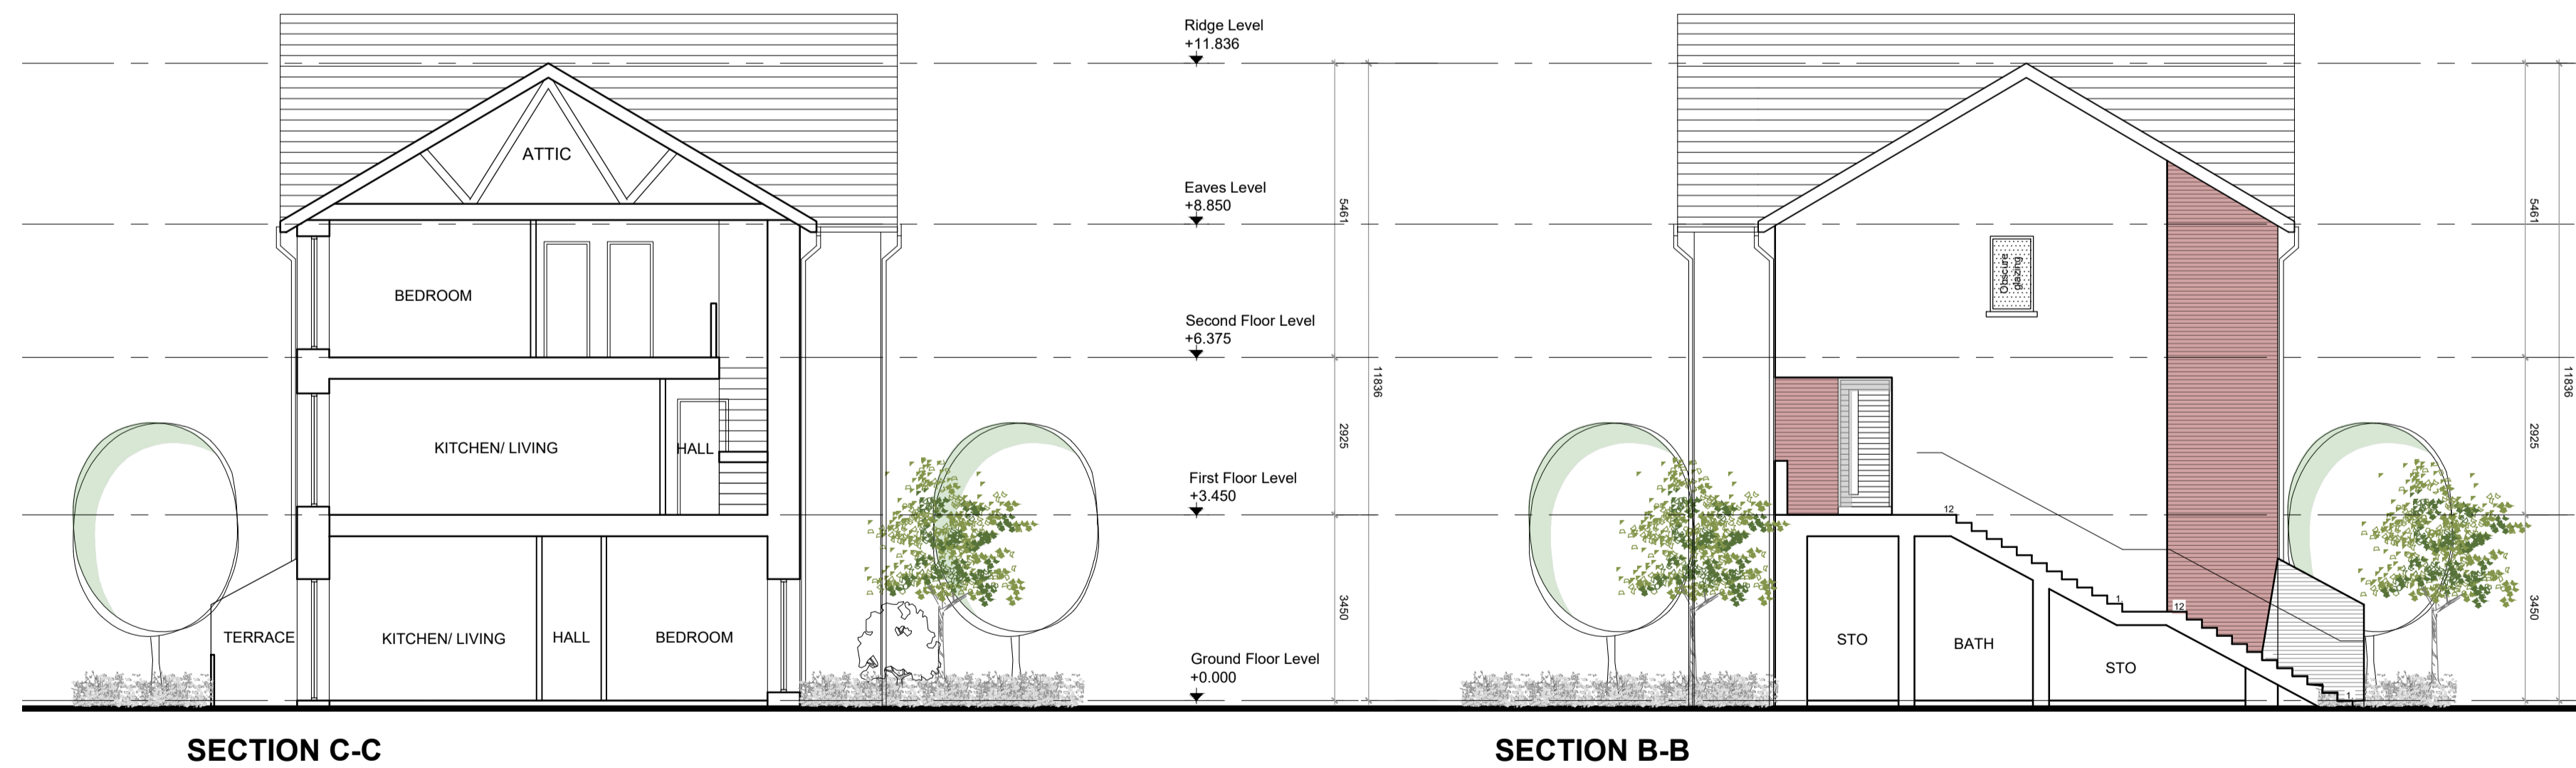 Ridge Level
+11.836
ATTIC
Eaves Level
+8.850
5461
5461
Obscure
glazing
BEDROOM
Second Floor Level
+6.375
11836
11836
KITCHEN/ LIVING
HALL
2925
2925
First Floor Level
+3.450
12
1
12
3450
3450
TERRACE
KITCHEN/ LIVING
HALL
BEDROOM
STO
BATH
STO
Ground Floor Level
+0.000
1
SECTION C-C
SECTION B-B